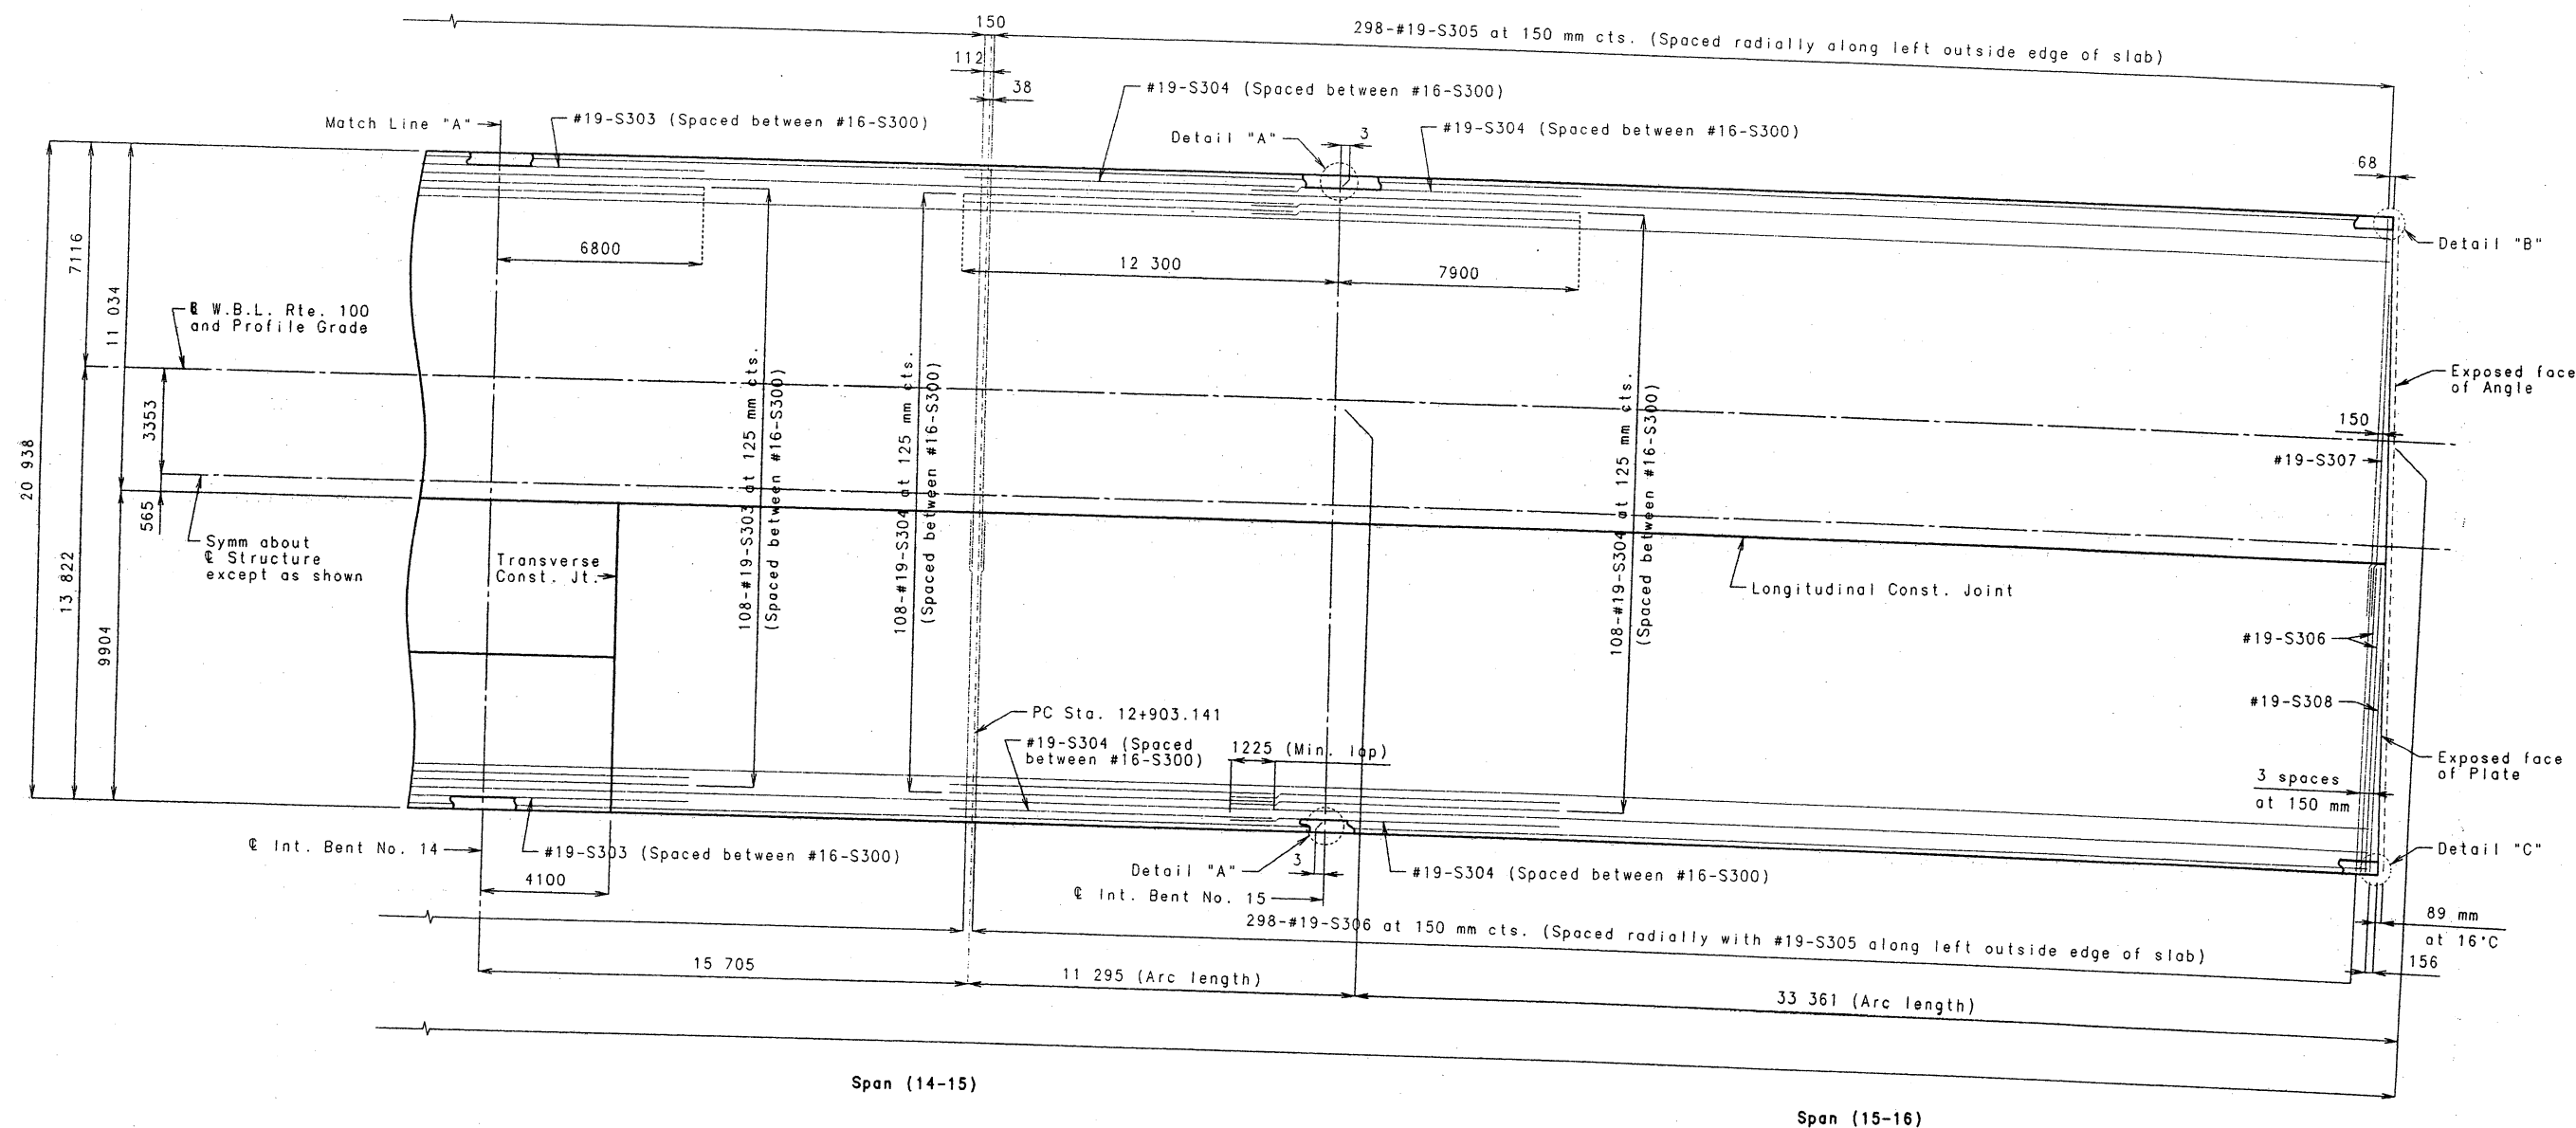 150
298-#19-S305 at 150 mm cts. (Spaced radially along left outside edge of slab)
112
38
#19-S304 (Spaced between #16-S300)
Match Line "A"
#19-S303 (Spaced between #16-S300)
Detail "A"
3
#19-S304 (Spaced between #16-S300)
68
Detail "B"
6800
12 300
7900
20 938
7116
11 034
℄ W.B.L. Rte. 100
and Profile Grade
3353
565
13 822
9904
Symm about
℄ Structure
except as shown
Transverse
Const. Jt.
108-#19-S303 at 125 mm cts.
(Spaced between #16-S300)
108-#19-S304 at 125 mm cts.
(Spaced between #16-S300)
108-#19-S304 at 125 mm cts.
(Spaced between #16-S300)
Exposed face
of Angle
150
#19-S307
Longitudinal Const. Joint
#19-S306
#19-S308
PC Sta. 12+903.141
#19-S304 (Spaced
between #16-S300)
1225 (Min. lap)
Exposed face
of Plate
3 spaces
at 150 mm
℄ Int. Bent No. 14
#19-S303 (Spaced between #16-S300)
4100
Detail "A"
3
℄ Int. Bent No. 15
#19-S304 (Spaced between #16-S300)
Detail "C"
298-#19-S306 at 150 mm cts. (Spaced radially with #19-S305 along left outside edge of slab)
89 mm
at 16°C
156
15 705
11 295 (Arc length)
33 361 (Arc length)
Span (14-15)
Span (15-16)